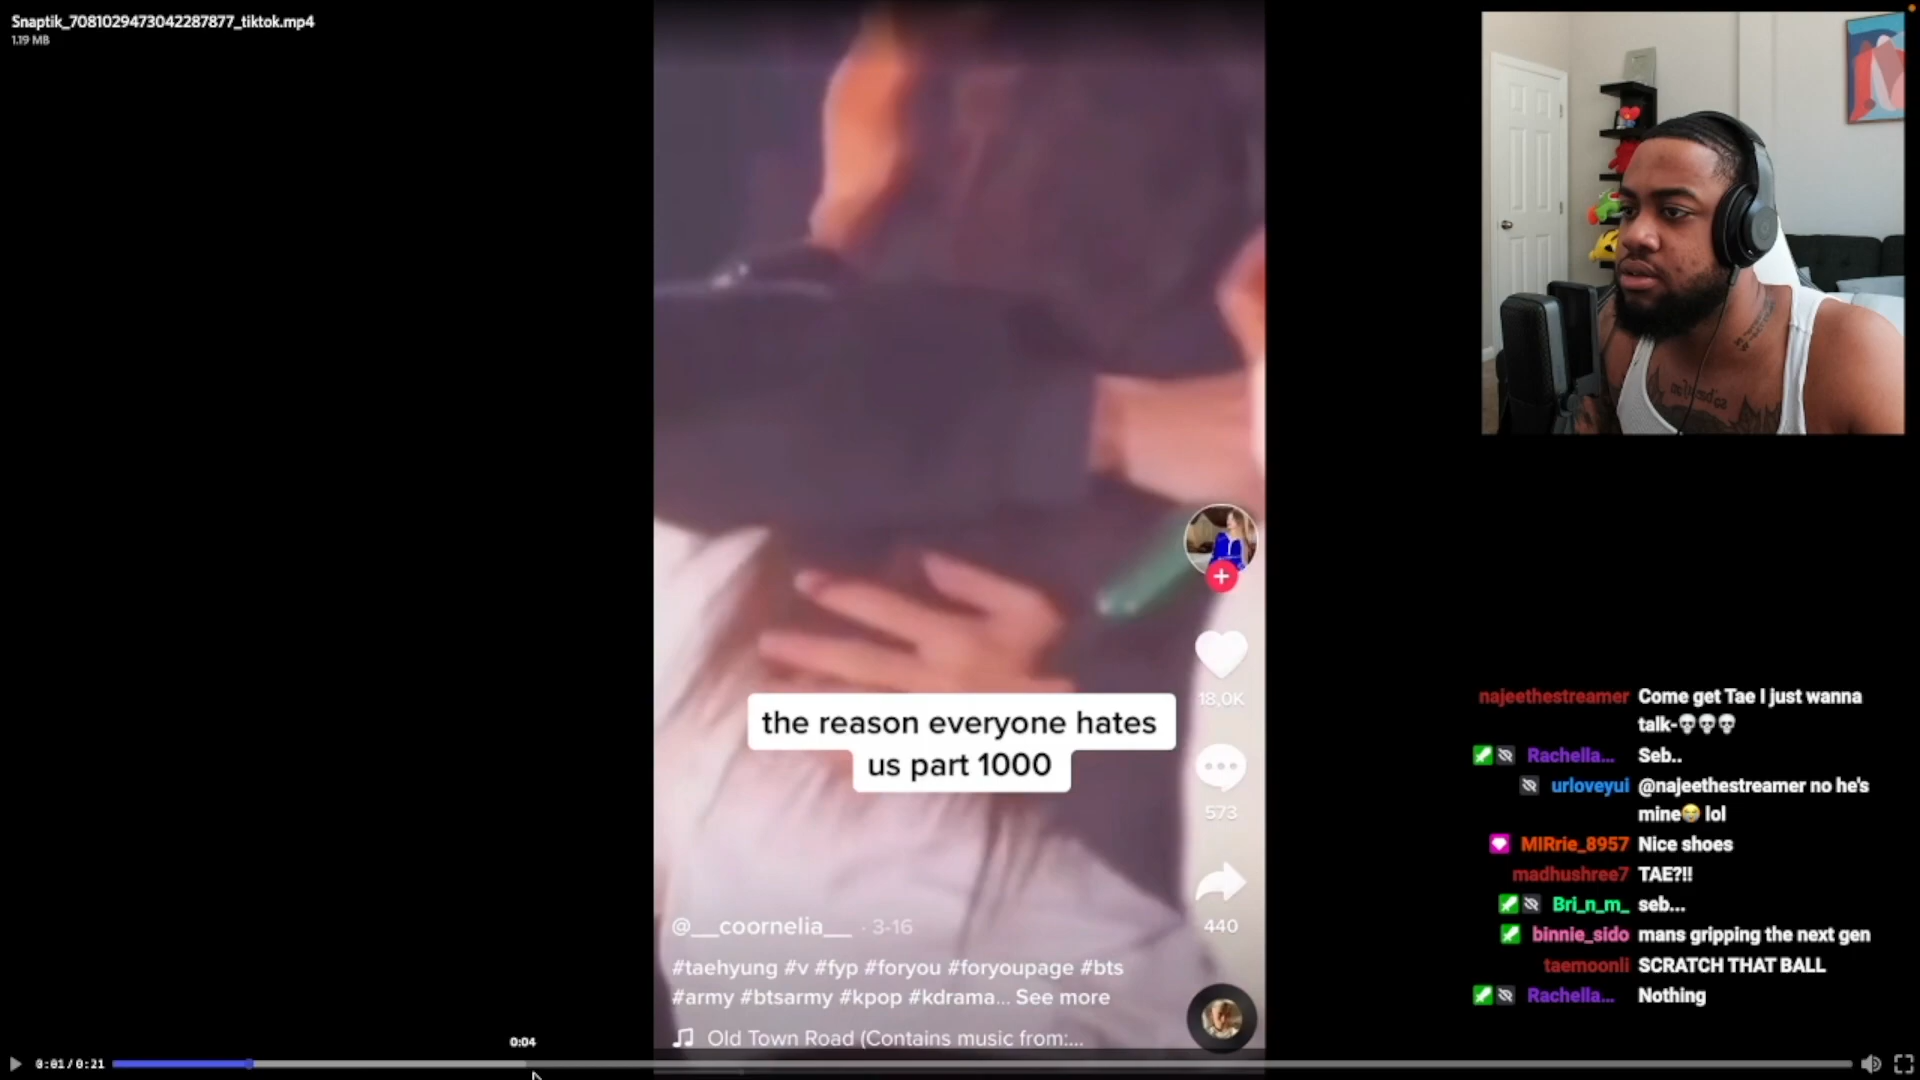 Snaptik_7081029473042287877_tiktok.mp4
1.19 MB
the reason everyone hates
us part 1000
18,0K
573
440
@__coornelia__ · 3-16
#taehyung #v #fyp #foryou #foryoupage #bts
#army #btsarmy #kpop #kdrama... See more
Old Town Road (Contains music from:...
najeethestreamer Come get Tae I just wanna
talk-💀💀💀
Rachella... Seb..
urloveyui @najeethestreamer no he's
mine😂 lol
MIRrie_8957 Nice shoes
madhushree7 TAE?!!
Bri_n_m_ seb...
binnie_sido mans gripping the next gen
taemoonli SCRATCH THAT BALL
Rachella... Nothing
0:04
0:01 / 0:21